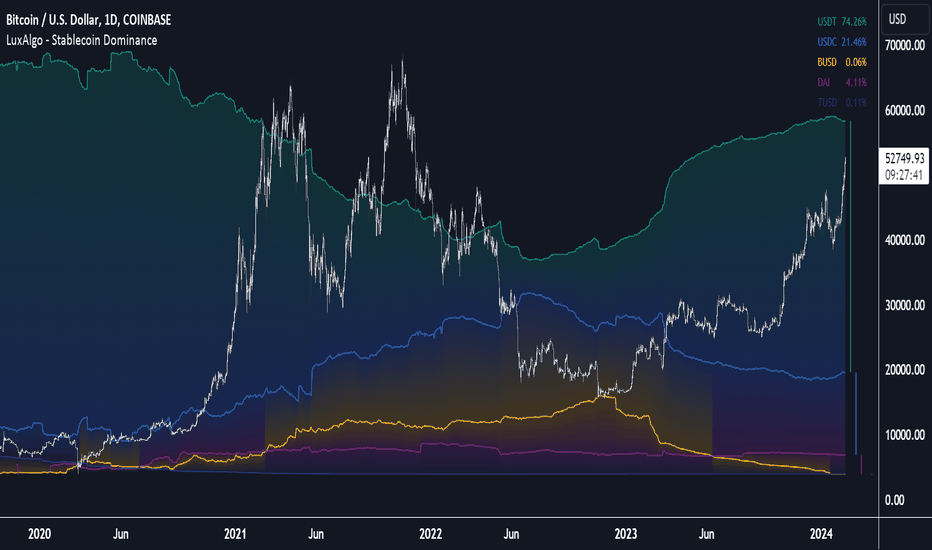 Bitcoin / U.S. Dollar, 1D, COINBASE
LuxAlgo - Stablecoin Dominance
USDT 74.26%
USDC 21.46%
BUSD 0.06%
DAI 4.11%
TUSD 0.11%
USD
70000.00
60000.00
52749.93
09:27:41
40000.00
30000.00
20000.00
10000.00
0.00
2020 Jun 2021 Jun 2022 Jun 2023 Jun 2024